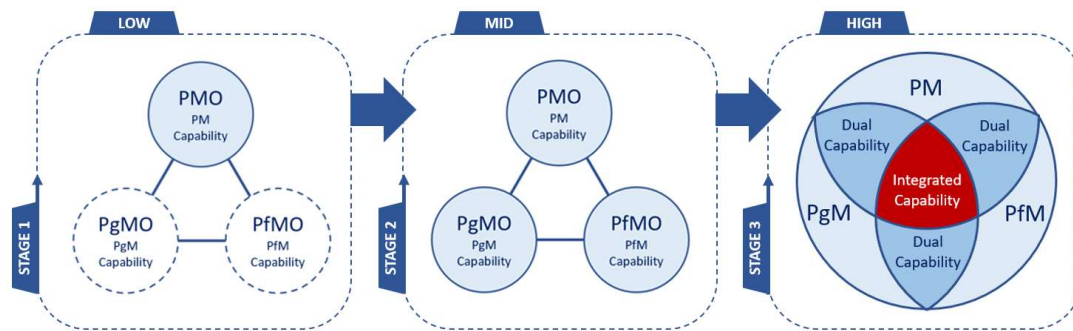 LOW
STAGE 1
PMO
PM
Capability
PgMO
PgM
Capability
PfMO
PfM
Capability
MID
STAGE 2
PMO
PM
Capability
PgMO
PgM
Capability
PfMO
PfM
Capability
HIGH
STAGE 3
PM
Dual
Capability
Dual
Capability
Integrated
Capability
PgM
PfM
Dual
Capability